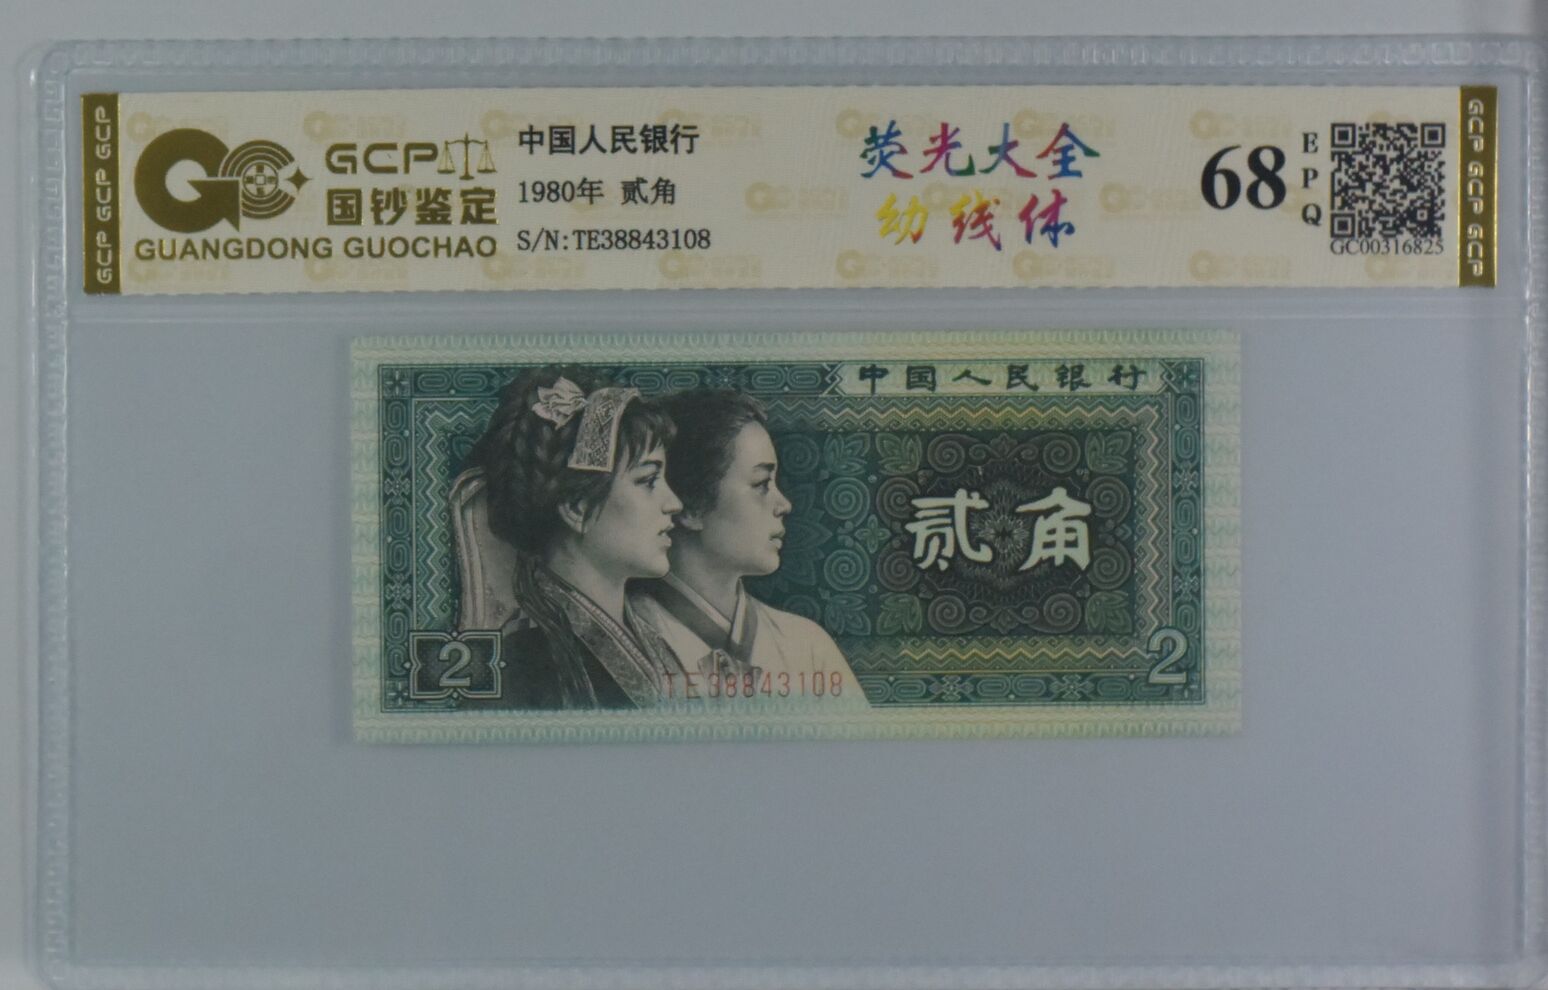 GCP GCP GCP
GCP
国钞鉴定
GUANGDONG GUOCHAO
中国人民银行
1980年 贰角
S/N:TE38843108
荧光大全
幼线体
68
EPQ
GC00316825
GCP GCP GCP
中国人民银行
贰角
2
2
TE38843108